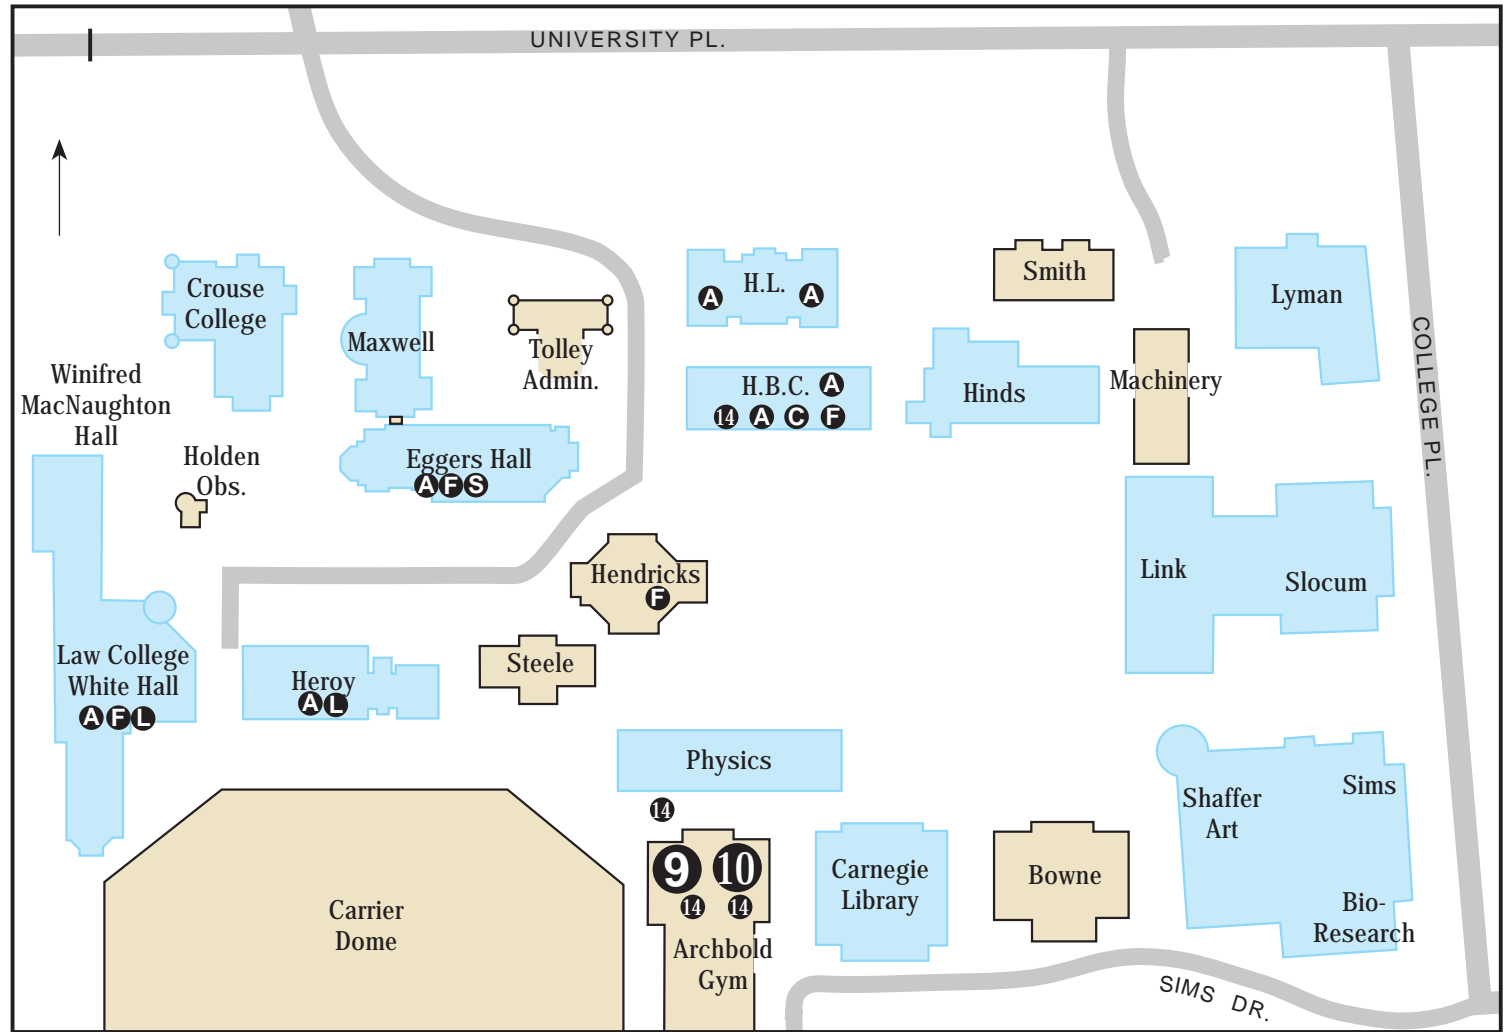 UNIVERSITY PL.
Crouse
College
Maxwell
Tolley
Admin.
H.L.
A A
Smith
Lyman
COLLEGE PL.
Winifred
MacNaughton
Hall
H.B.C. A
14 A C F
Hinds
Machinery
Holden
Obs.
Eggers Hall
A F S
Hendricks
F
Link
Slocum
Law College
White Hall
A F L
Heroy
A L
Steele
Physics
14
Shaffer
Art
Sims
9 10
14 14
Archbold
Gym
Carnegie
Library
Bowne
Carrier
Dome
Bio-
Research
SIMS DR.